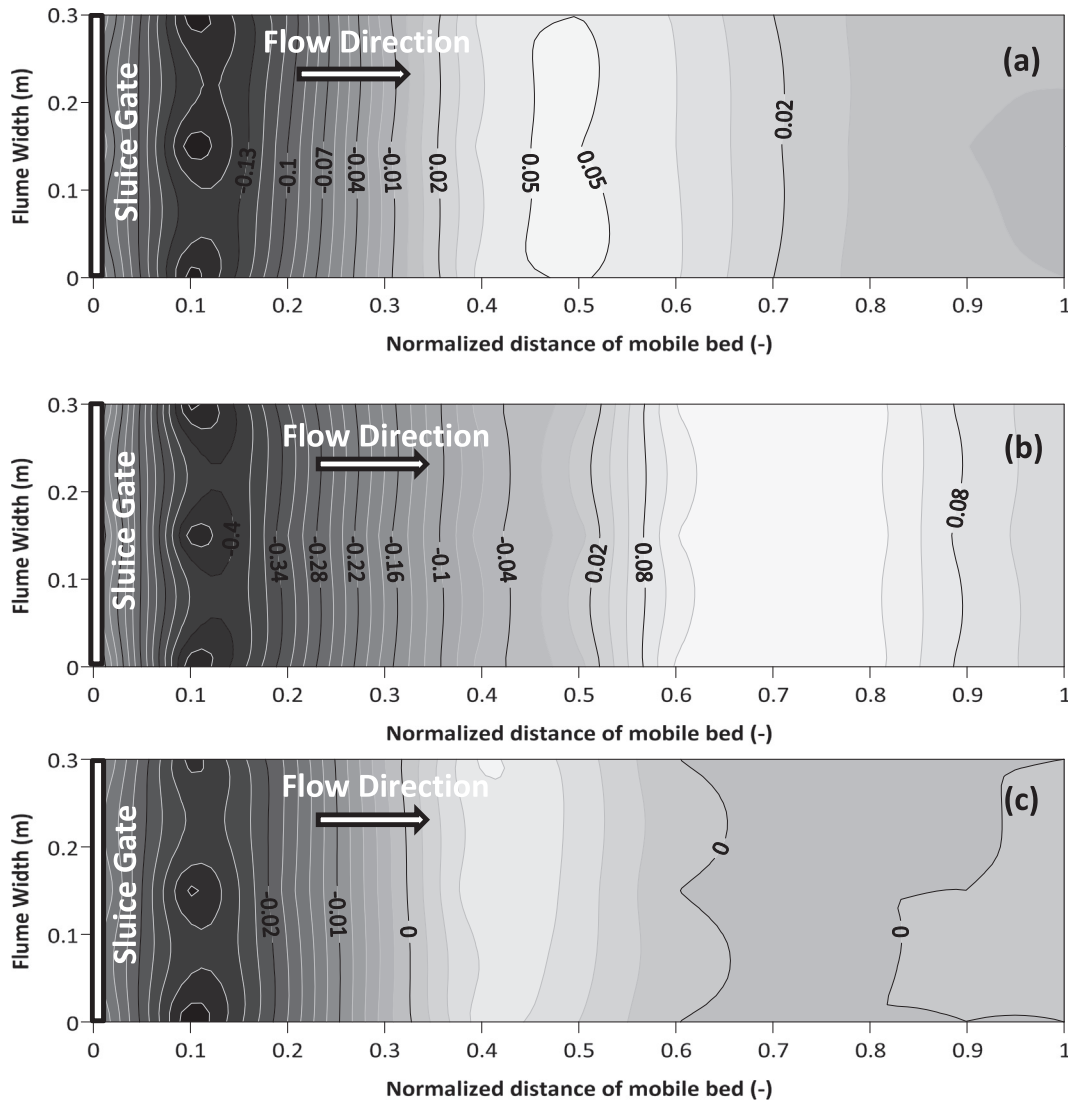 0.3
0.2
0.1
0
Flume Width (m)
Sluice Gate
Flow Direction
(a)
-0.13
-0.1
-0.07
-0.04
-0.01
0.02
0.05
0.05
0.02
0 0.1 0.2 0.3 0.4 0.5 0.6 0.7 0.8 0.9 1
Normalized distance of mobile bed (-)
0.3
0.2
0.1
0
Flume Width (m)
Sluice Gate
Flow Direction
(b)
-0.4
-0.34
-0.28
-0.22
-0.16
-0.1
-0.04
0.02
0.08
0.08
0 0.1 0.2 0.3 0.4 0.5 0.6 0.7 0.8 0.9 1
Normalized distance of mobile bed (-)
0.3
0.2
0.1
0
Flume Width (m)
Sluice Gate
Flow Direction
(c)
-0.02
-0.01
0
0
0
0 0.1 0.2 0.3 0.4 0.5 0.6 0.7 0.8 0.9 1
Normalized distance of mobile bed (-)